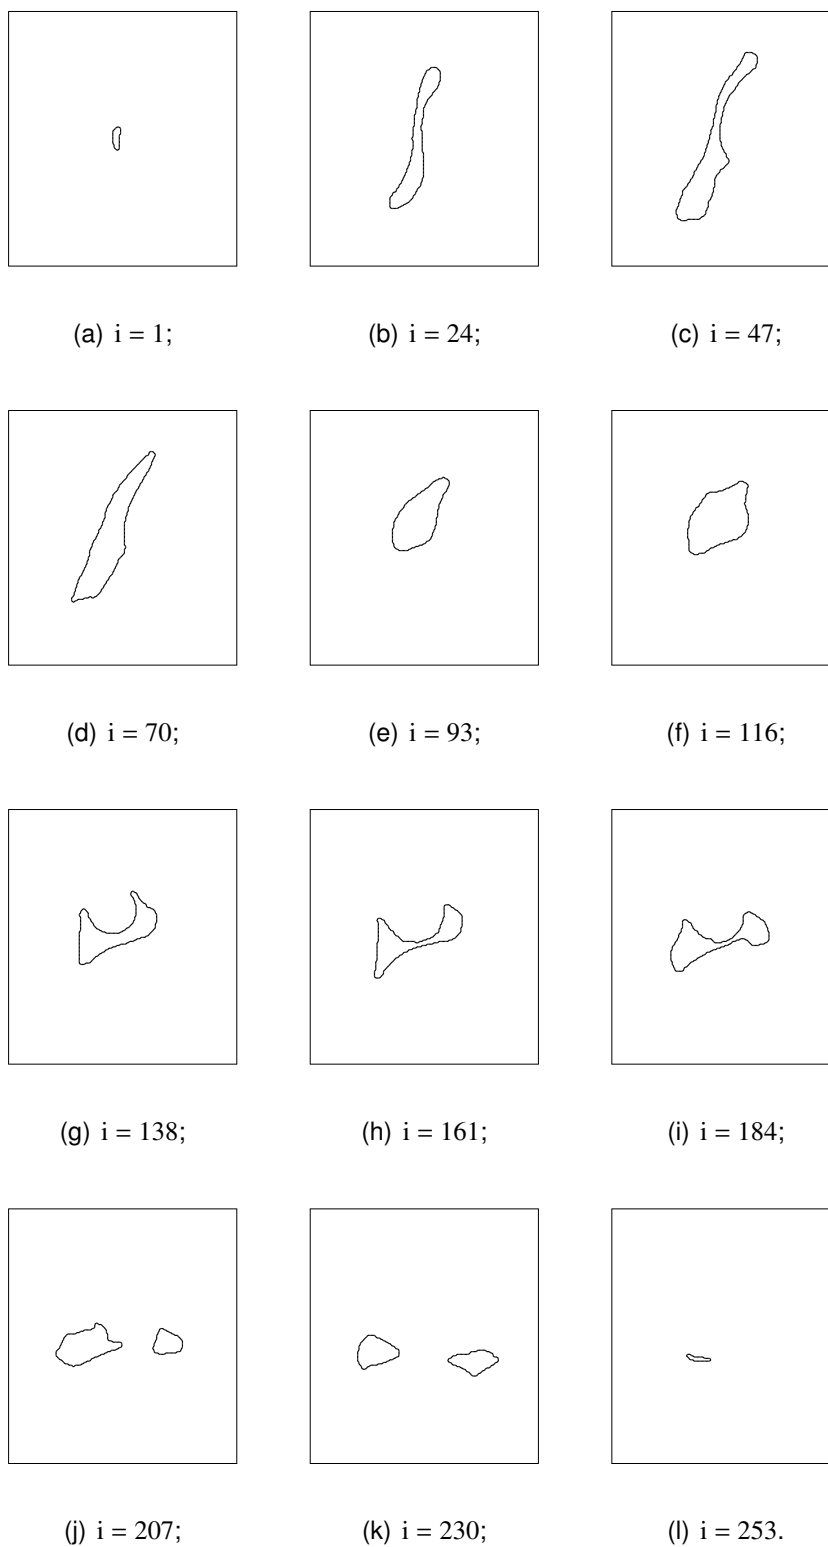 (a) i = 1;
(b) i = 24;
(c) i = 47;
(d) i = 70;
(e) i = 93;
(f) i = 116;
(g) i = 138;
(h) i = 161;
(i) i = 184;
(j) i = 207;
(k) i = 230;
(l) i = 253.